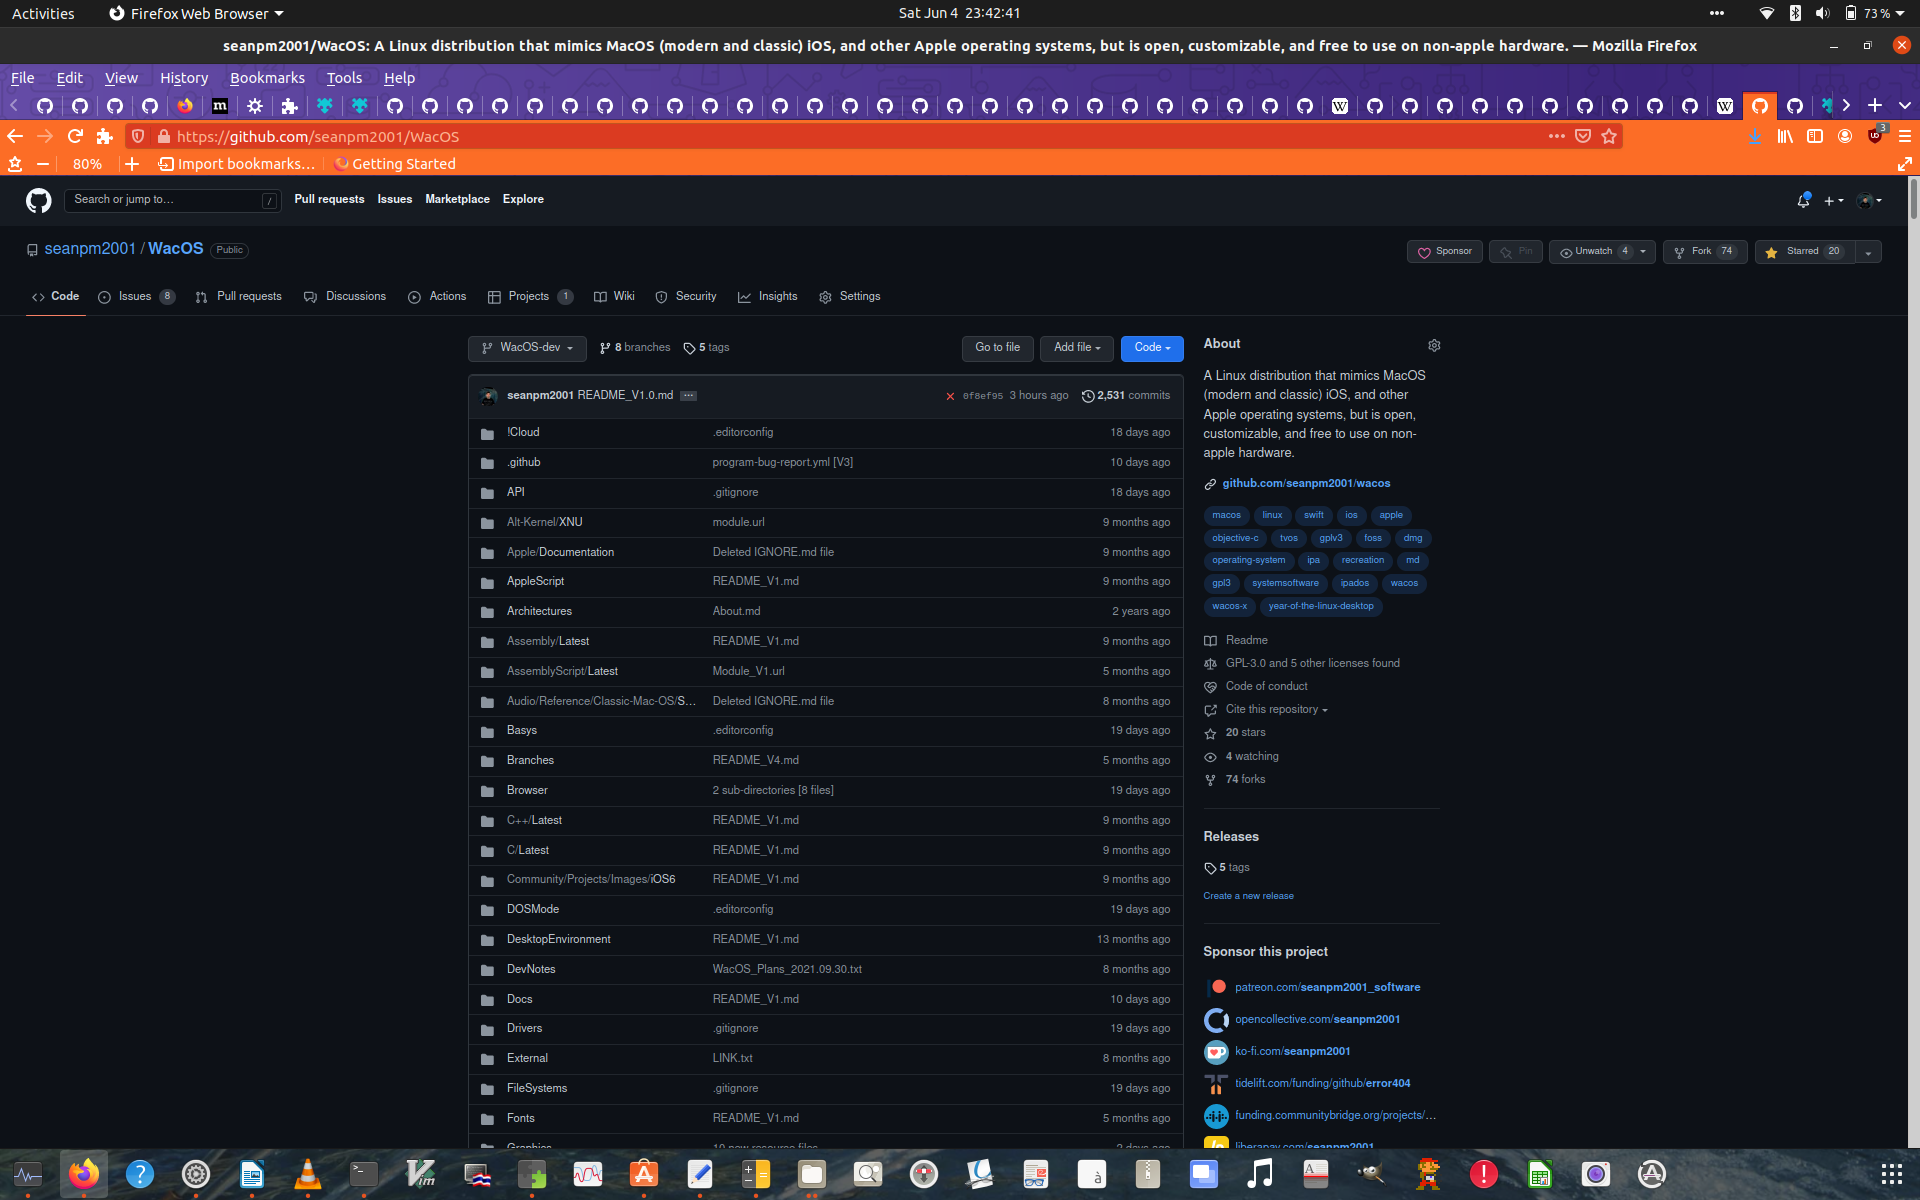 Activities
Firefox Web Browser
Sat Jun 4 23:42:41
73 %
seanpm2001/WacOS: A Linux distribution that mimics MacOS (modern and classic) iOS, and other Apple operating systems, but is open, customizable, and free to use on non-apple hardware. — Mozilla Firefox
File Edit View History Bookmarks Tools Help
https://github.com/seanpm2001/WacOS
3
80%
Import bookmarks...
Getting Started
Search or jump to...
/
Pull requests Issues Marketplace Explore
seanpm2001 / WacOS Public
Sponsor
Pin
Unwatch 4
Fork 74
Starred 20
Code
Issues 8
Pull requests
Discussions
Actions
Projects 1
Wiki
Security
Insights
Settings
WacOS-dev
8 branches
5 tags
Go to file
Add file
Code
seanpm2001 README_V1.0.md ...
0f8ef95 3 hours ago 2,531 commits
!Cloud .editorconfig 18 days ago
.github program-bug-report.yml [V3] 10 days ago
API .gitignore 18 days ago
Alt-Kernel/XNU module.url 9 months ago
Apple/Documentation Deleted IGNORE.md file 9 months ago
AppleScript README_V1.md 9 months ago
Architectures About.md 2 years ago
Assembly/Latest README_V1.md 9 months ago
AssemblyScript/Latest Module_V1.url 5 months ago
Audio/Reference/Classic-Mac-OS/S... Deleted IGNORE.md file 8 months ago
Basys .editorconfig 19 days ago
Branches README_V4.md 5 months ago
Browser 2 sub-directories [8 files] 19 days ago
C++/Latest README_V1.md 9 months ago
C/Latest README_V1.md 9 months ago
Community/Projects/Images/iOS6 README_V1.md 9 months ago
DOSMode .editorconfig 19 days ago
DesktopEnvironment README_V1.md 13 months ago
DevNotes WacOS_Plans_2021.09.30.txt 8 months ago
Docs README_V1.md 10 days ago
Drivers .gitignore 19 days ago
External LINK.txt 8 months ago
FileSystems .gitignore 19 days ago
Fonts README_V1.md 5 months ago
Graphics 10 new resource files
About
A Linux distribution that mimics MacOS
(modern and classic) iOS, and other
Apple operating systems, but is open,
customizable, and free to use on non-
apple hardware.
github.com/seanpm2001/wacos
macos linux swift ios apple
objective-c tvos gplv3 foss dmg
operating-system ipa recreation md
gpl3 systemsoftware ipados wacos
wacos-x year-of-the-linux-desktop
Readme
GPL-3.0 and 5 other licenses found
Code of conduct
Cite this repository
20 stars
4 watching
74 forks
Releases
5 tags
Create a new release
Sponsor this project
patreon.com/seanpm2001_software
opencollective.com/seanpm2001
ko-fi.com/seanpm2001
tidelift.com/funding/github/error404
funding.communitybridge.org/projects/...
liberapay.com/seanpm2001